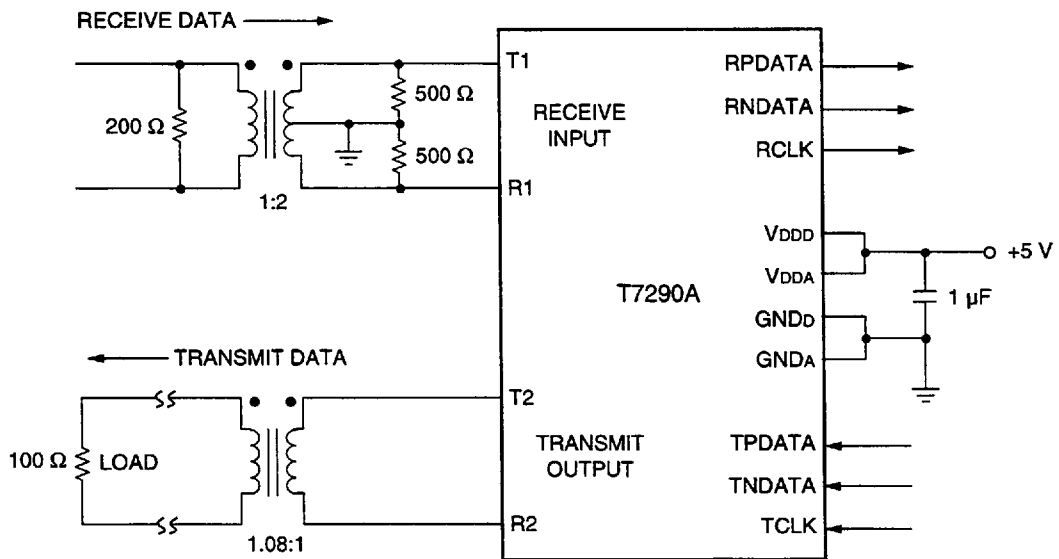 RECEIVE DATA
200 Ω
1:2
500 Ω
500 Ω
T1
R1
RECEIVE
INPUT
RPDATA
RNDATA
RCLK
VDDD
VDDA
GNDD
GNDA
+5 V
1 µF
T7290A
TRANSMIT DATA
100 Ω
LOAD
1.08:1
T2
R2
TRANSMIT
OUTPUT
TPDATA
TNDATA
TCLK